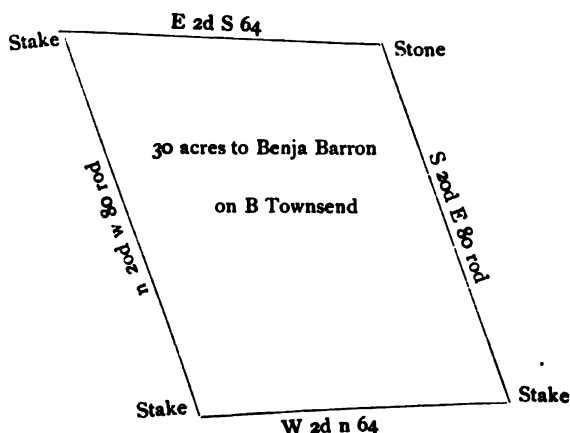 E 2d S 64
Stake
Stone
30 acres to Benja Barron
on B Townsend
n 20d w 80 rod
S 20d E 80 rod
Stake
Stake
W 2d n 64